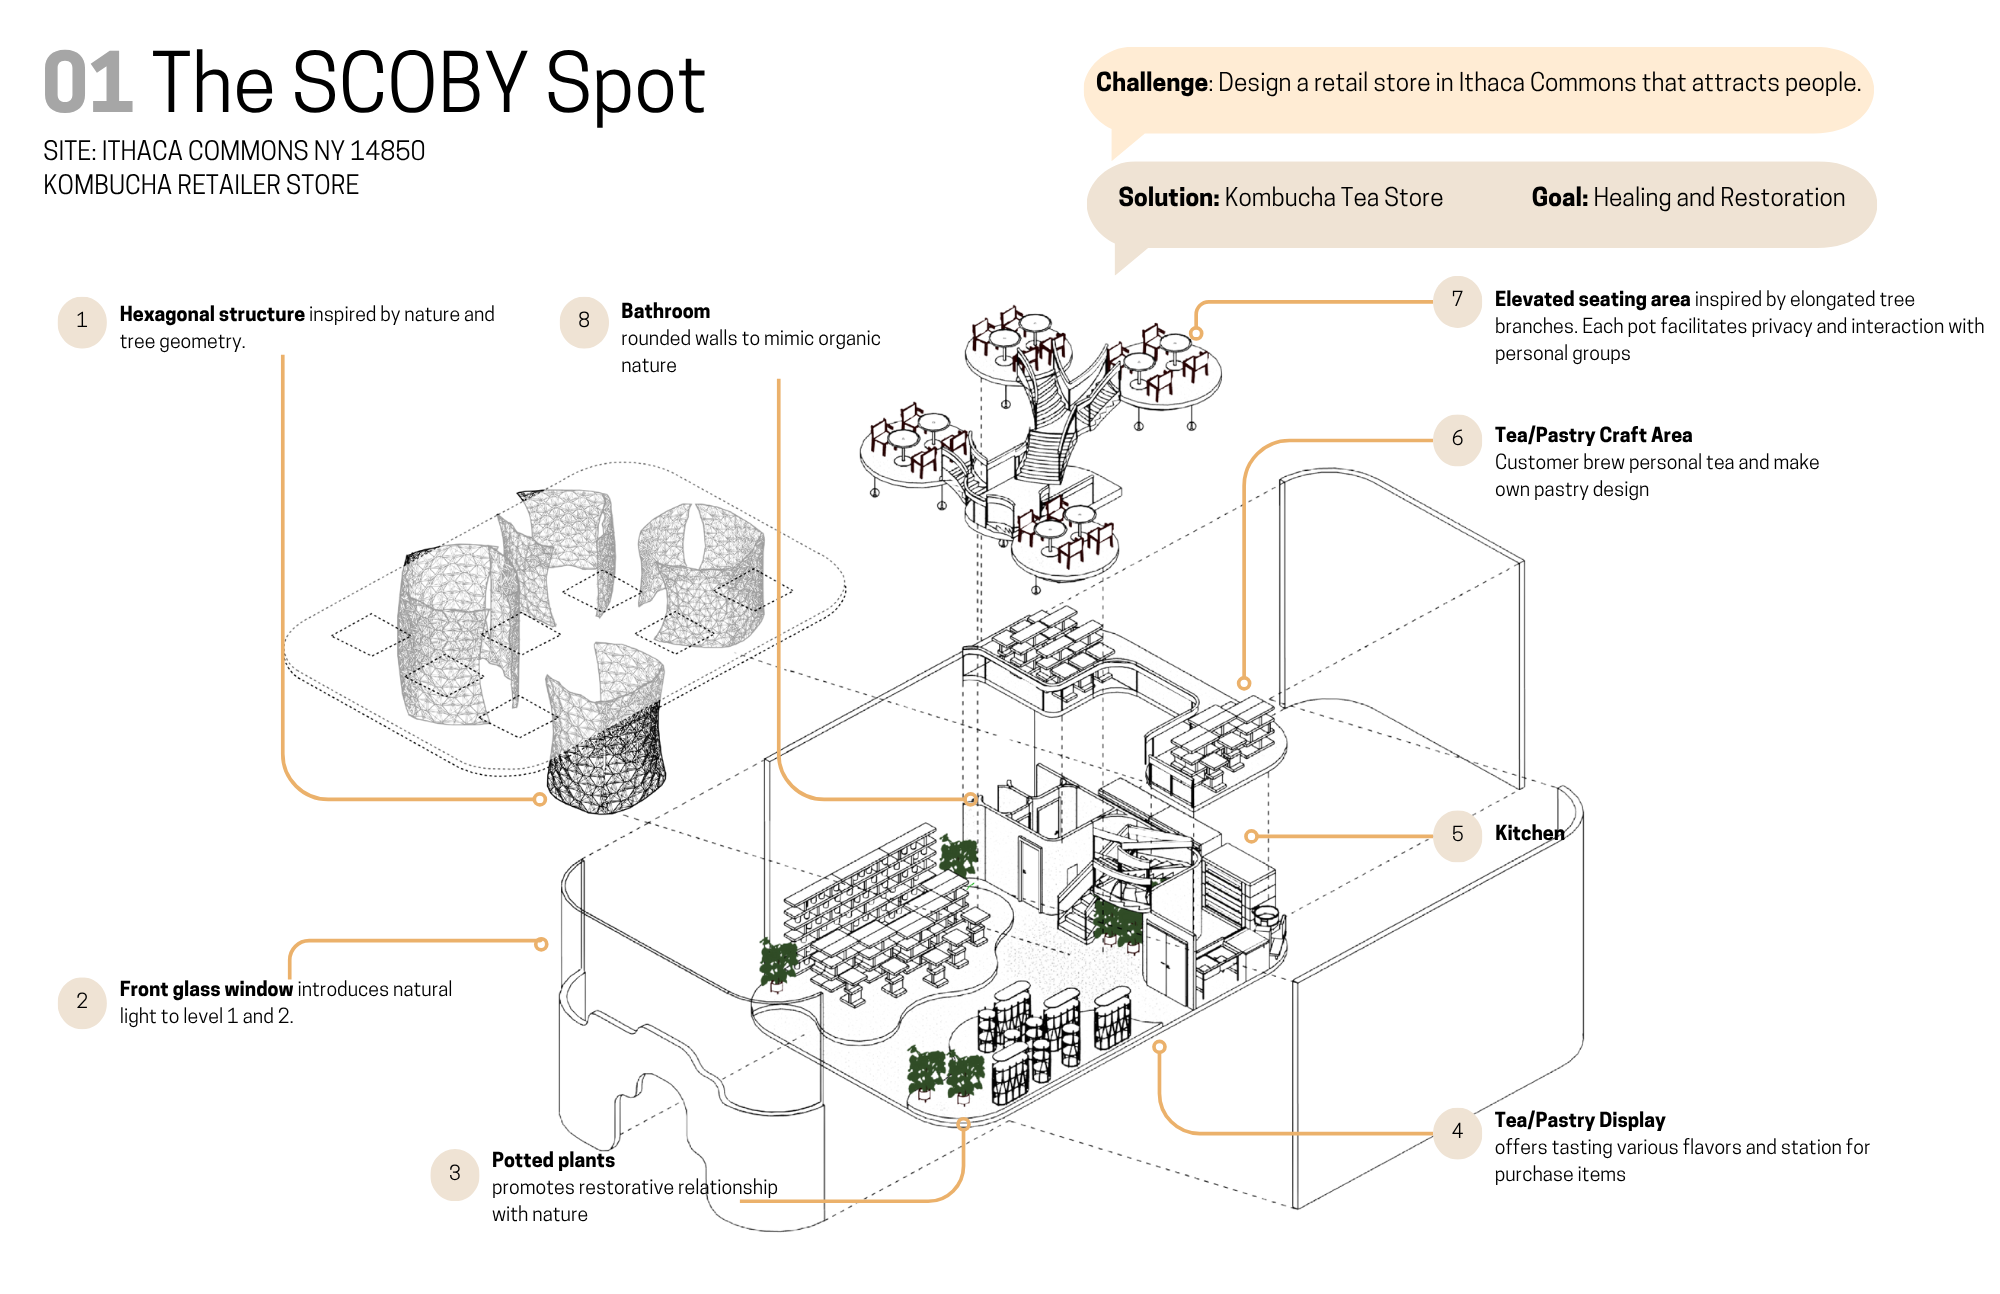 01 The SCOBY Spot
SITE: ITHACA COMMONS NY 14850
KOMBUCHA RETAILER STORE
Challenge: Design a retail store in Ithaca Commons that attracts people.
Solution: Kombucha Tea Store
Goal: Healing and Restoration
1
Hexagonal structure inspired by nature and
tree geometry.
8
Bathroom
rounded walls to mimic organic
nature
7
Elevated seating area inspired by elongated tree
branches. Each pot facilitates privacy and interaction with
personal groups
6
Tea/Pastry Craft Area
Customer brew personal tea and make
own pastry design
5
Kitchen
2
Front glass window introduces natural
light to level 1 and 2.
4
Tea/Pastry Display
offers tasting various flavors and station for
purchase items
3
Potted plants
promotes restorative relationship
with nature